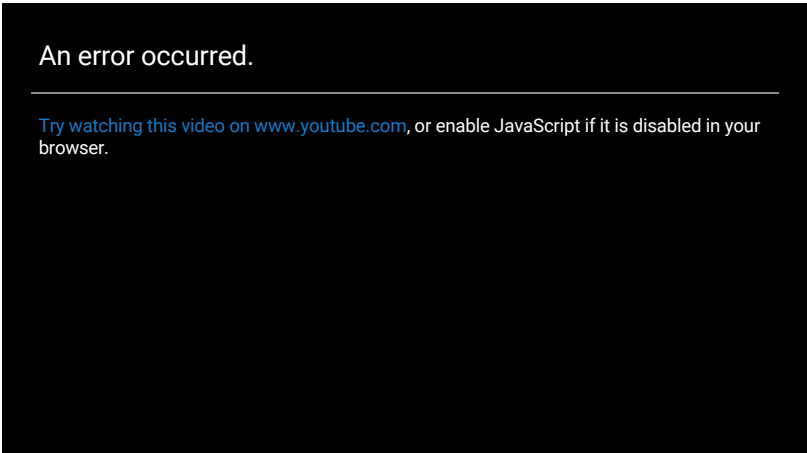 An error occurred.
Try watching this video on www.youtube.com, or enable JavaScript if it is disabled in your
browser.